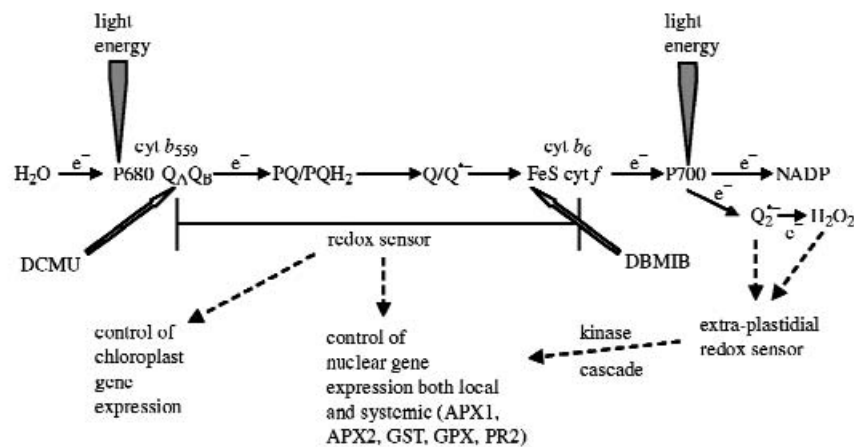 light
energy
light
energy
cyt b559
cyt b6
H2O e− P680 QAQB e− PQ/PQH2 Q/Q•− FeS cyt f e− P700 e− NADP
e−
Q2•− e− H2O2
DCMU
redox sensor
DBMIB
control of
chloroplast
gene
expression
control of
nuclear gene
expression both local
and systemic (APX1,
APX2, GST, GPX, PR2)
kinase
cascade
extra-plastidial
redox sensor